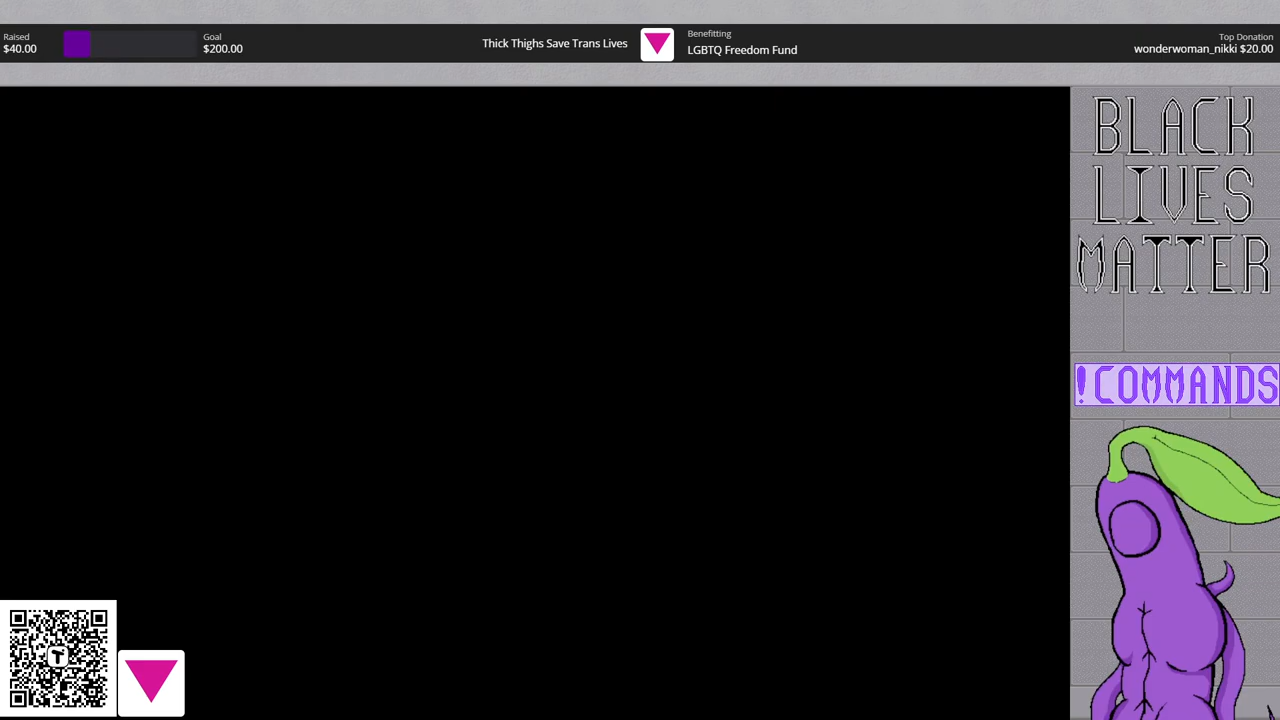 Raised
$40.00
Goal
$200.00
Thick Thighs Save Trans Lives
Benefitting
LGBTQ Freedom Fund
Top Donation
wonderwoman_nikki $20.00
BLACK
LIVES
MATTER
!COMMANDS
T